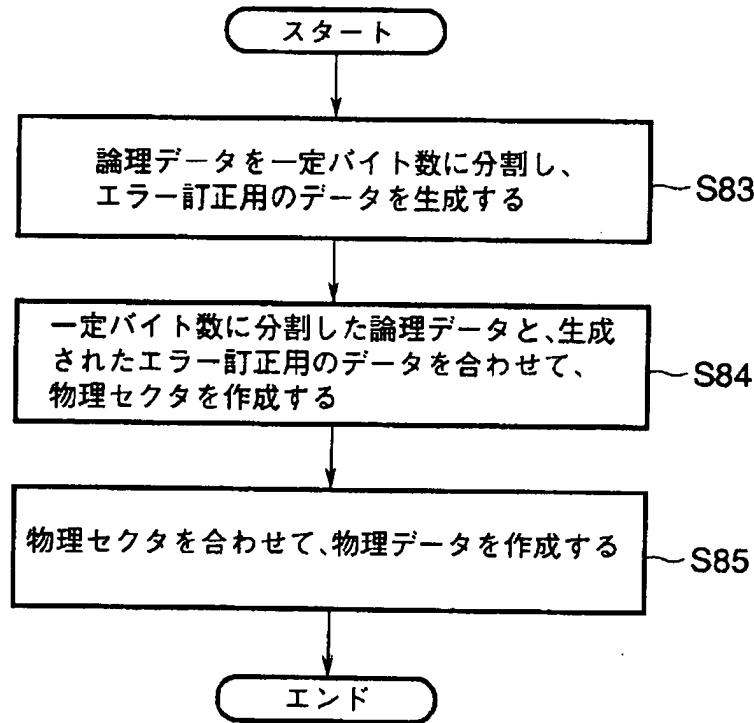 スタート
論理データを一定バイト数に分割し、
エラー訂正用のデータを生成する
S83
一定バイト数に分割した論理データと、生成
されたエラー訂正用のデータを合わせて、
物理セクタを作成する
S84
物理セクタを合わせて、物理データを作成する
S85
エンド